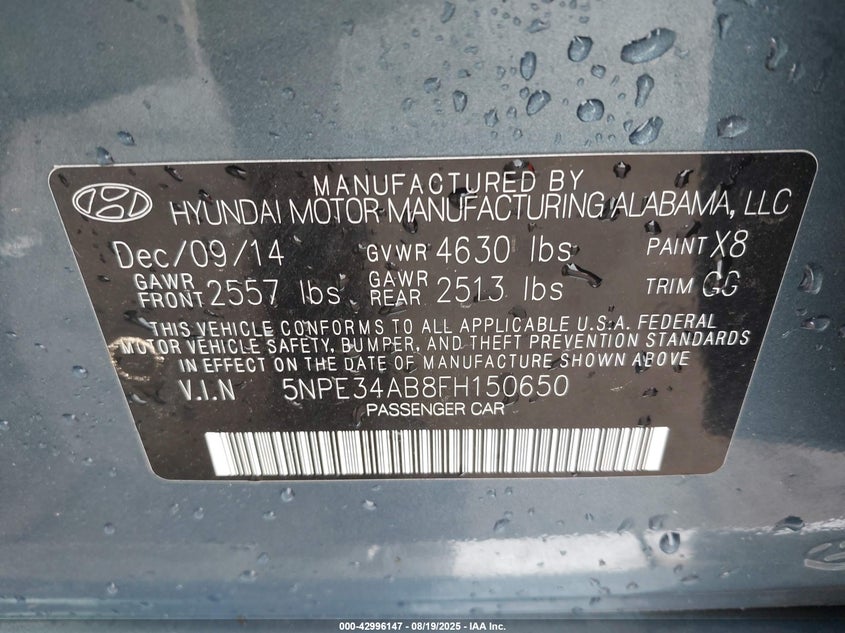 MANUFACTURED BY
HYUNDAI MOTOR MANUFACTURING ALABAMA, LLC
Dec/09/14 GVWR 4630 lbs PAINT X8
GAWR FRONT 2557 lbs GAWR REAR 2513 lbs TRIM GG
THIS VEHICLE CONFORMS TO ALL APPLICABLE U.S.A. FEDERAL
MOTOR VEHICLE SAFETY, BUMPER, AND THEFT PREVENTION STANDARDS
IN EFFECT ON THE DATE OF MANUFACTURE SHOWN ABOVE
V.I.N 5NPE34AB8FH150650
PASSENGER CAR
000-42996147 - 08/19/2025 - IAA Inc.